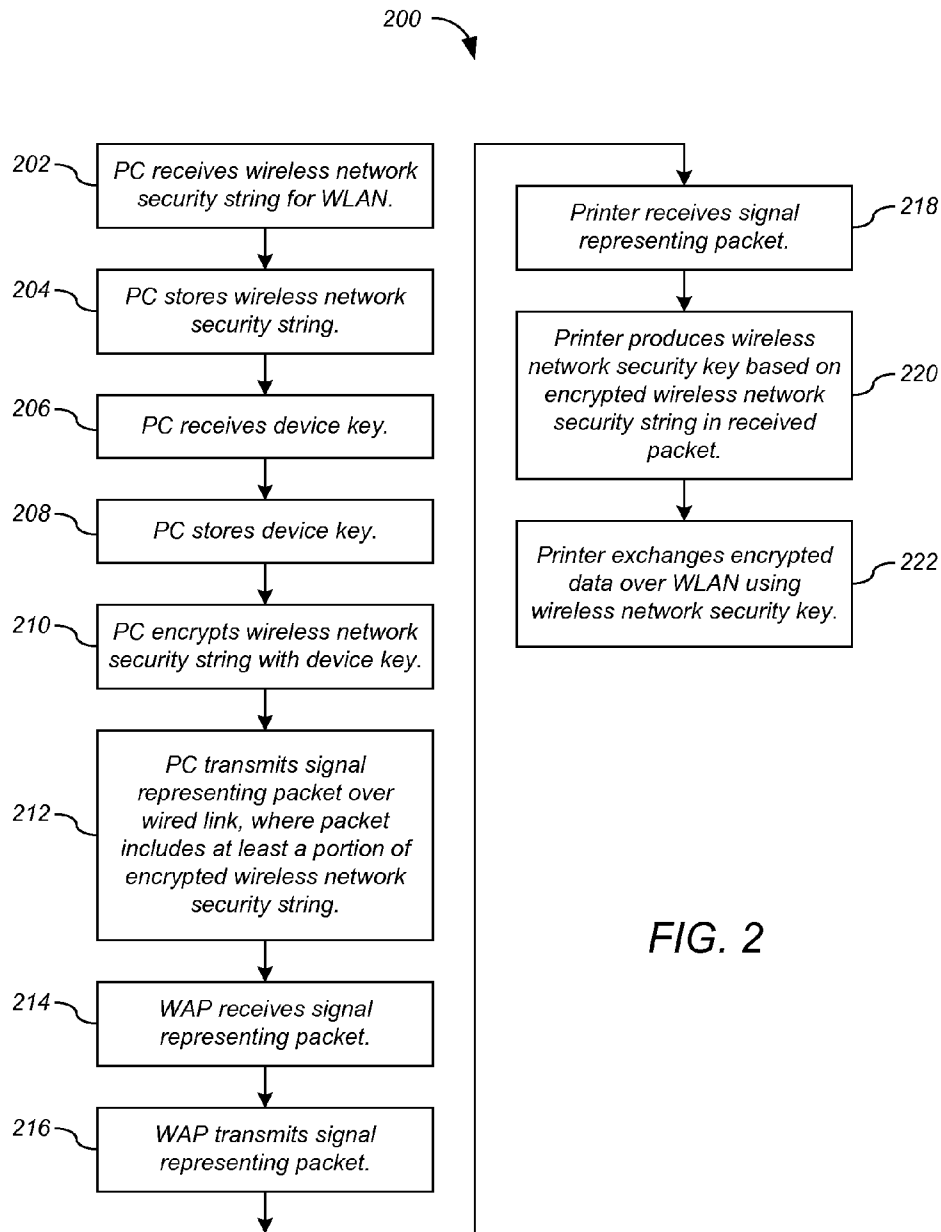 200
202
PC receives wireless network
security string for WLAN.
204
PC stores wireless network
security string.
206
PC receives device key.
208
PC stores device key.
210
PC encrypts wireless network
security string with device key.
212
PC transmits signal
representing packet over
wired link, where packet
includes at least a portion of
encrypted wireless network
security string.
214
WAP receives signal
representing packet.
216
WAP transmits signal
representing packet.
Printer receives signal
representing packet.
218
Printer produces wireless
network security key based on
encrypted wireless network
security string in received
packet.
220
Printer exchanges encrypted
data over WLAN using
wireless network security key.
222
FIG. 2